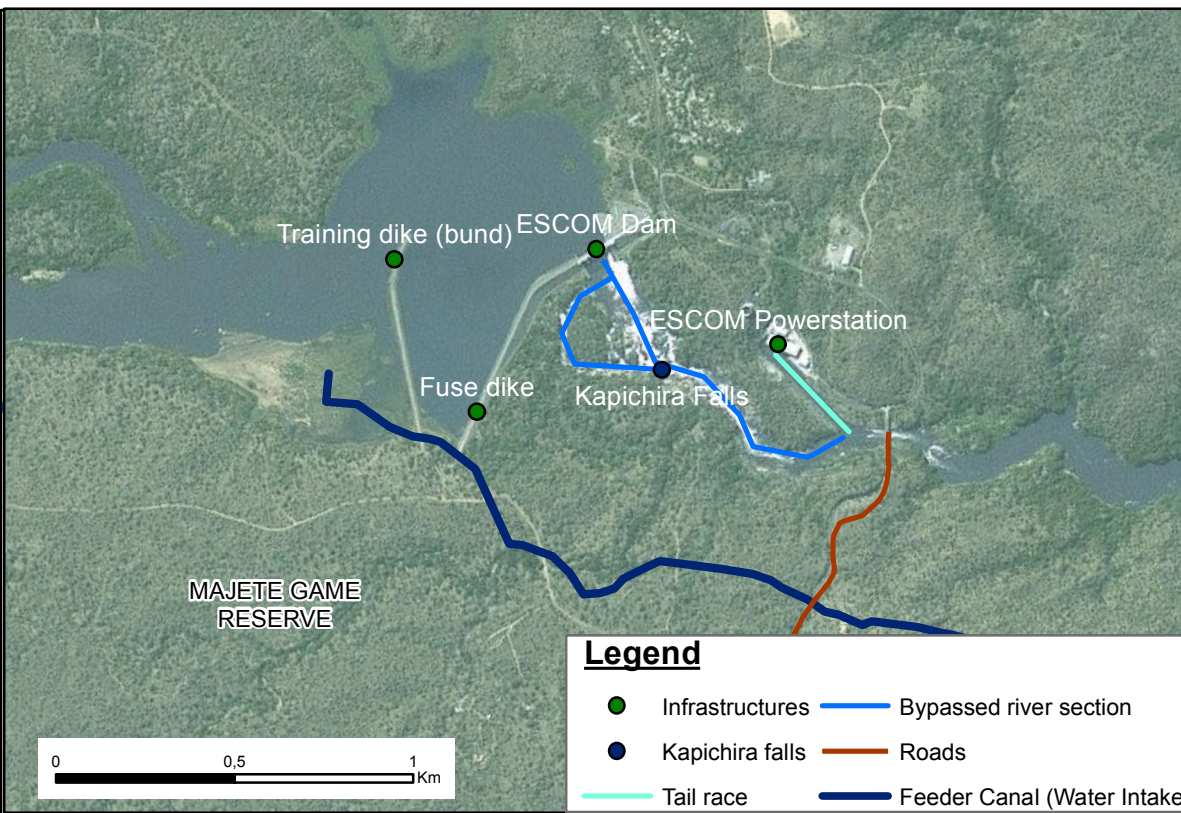 ESCOM Dam
Training dike (bund)
ESCOM Powerstation
Fuse dike
Kapichira Falls
MAJETE GAME
RESERVE
Legend
Infrastructures
Bypassed river section
Kapichira falls
Roads
Tail race
Feeder Canal (Water Intake
0 0,5 1
Km